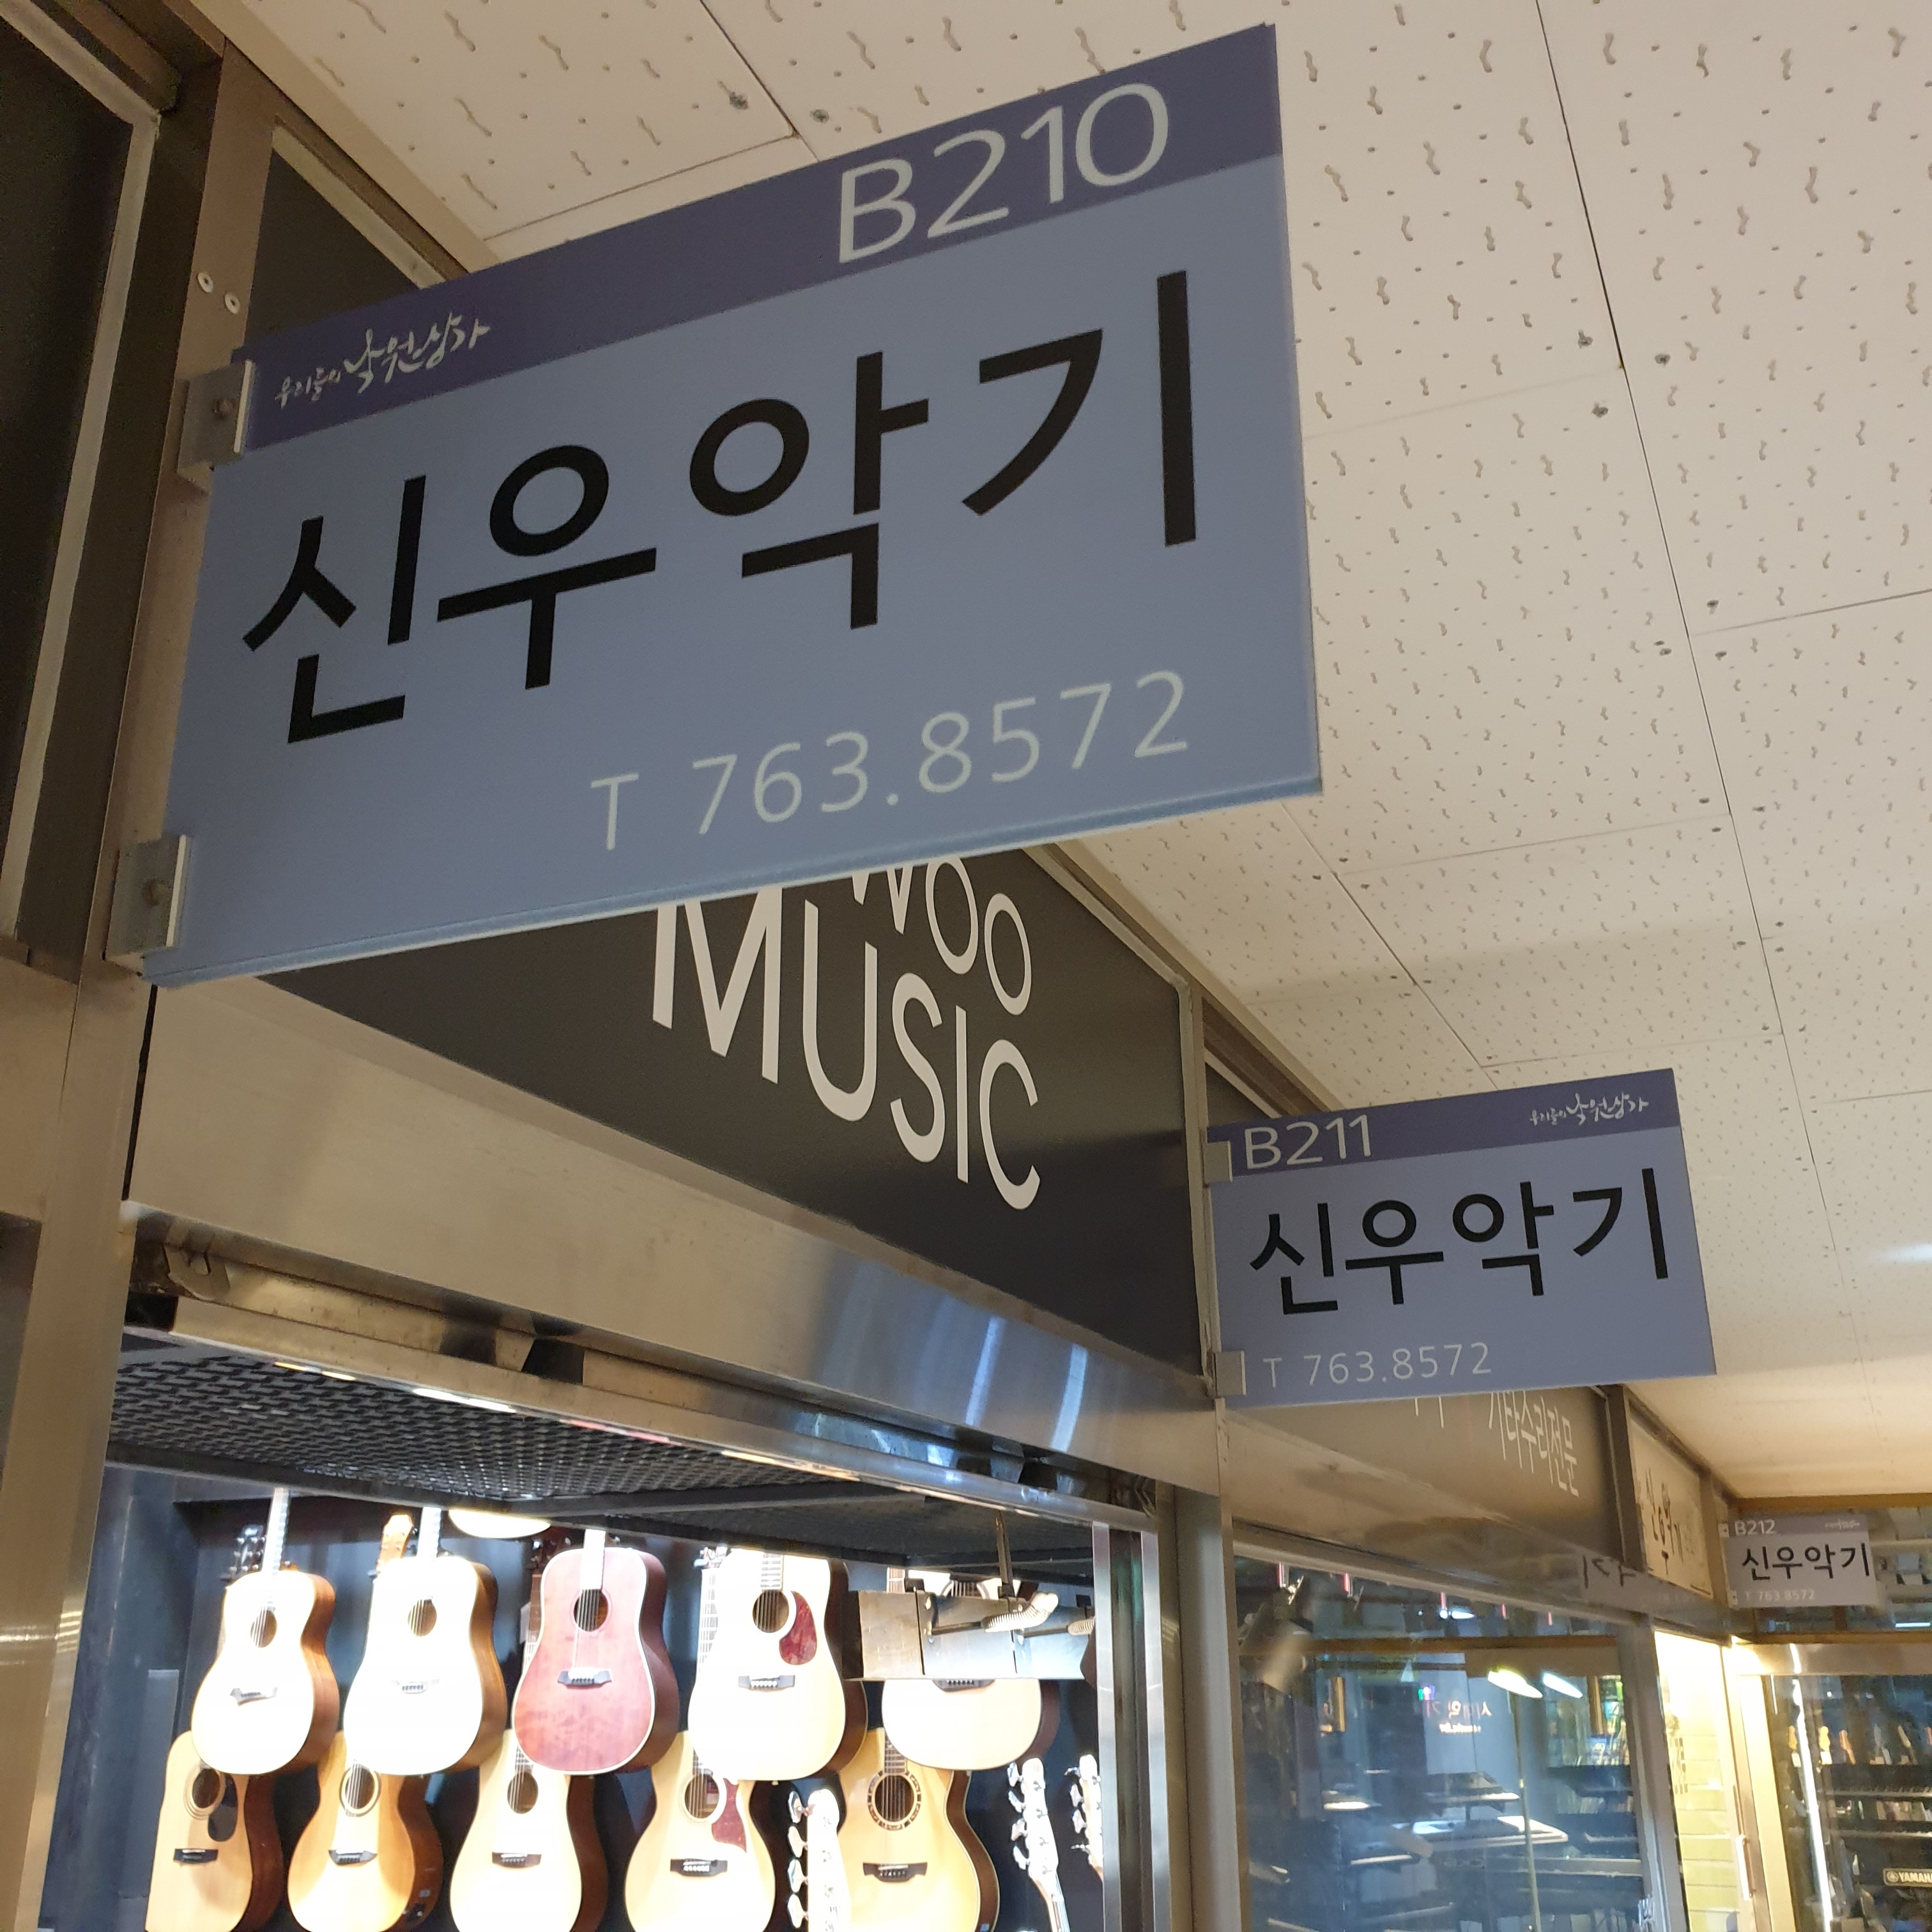 B210
우리들의 낙원상가
신우악기
T 763.8572
WOO
MUSIC
B211
우리들의 낙원상가
신우악기
T 763.8572
기타수리전문
B212
신우악기
T 763.8572
YAMAHA